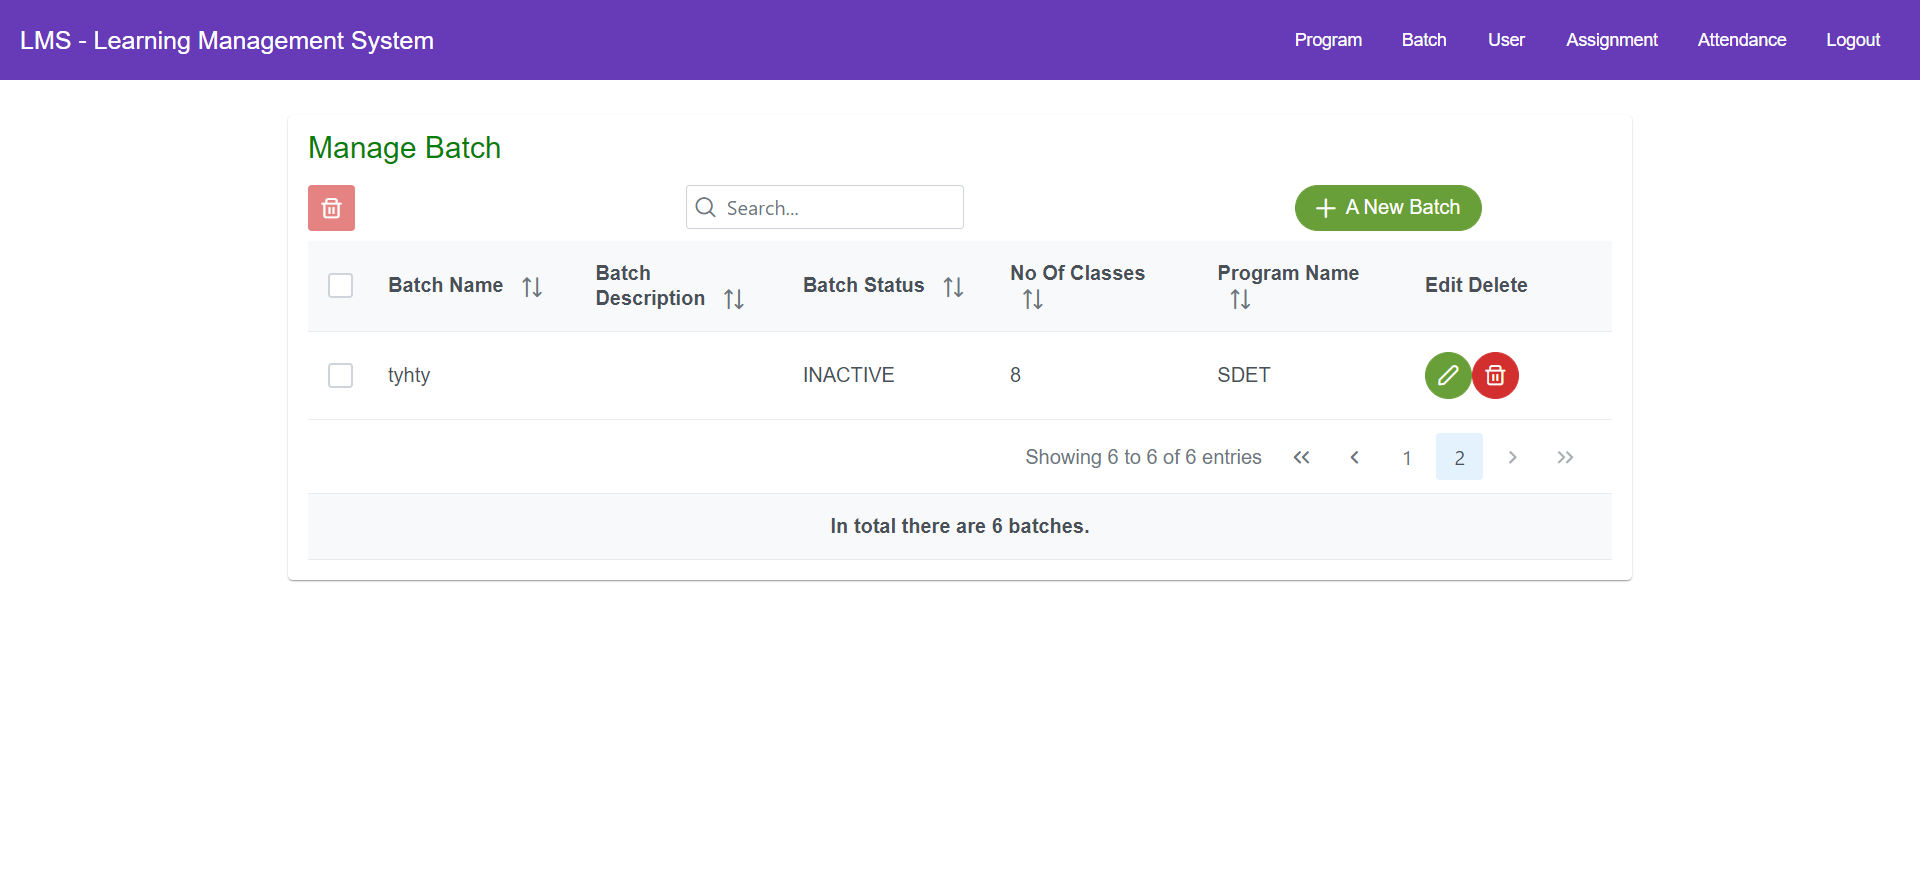 LMS - Learning Management System
Program Batch User Assignment Attendance Logout
Manage Batch
Search...
A New Batch
Batch Name
Batch Description
Batch Status
No Of Classes
Program Name
Edit Delete
tyhty INACTIVE 8 SDET
Showing 6 to 6 of 6 entries 1 2
In total there are 6 batches.